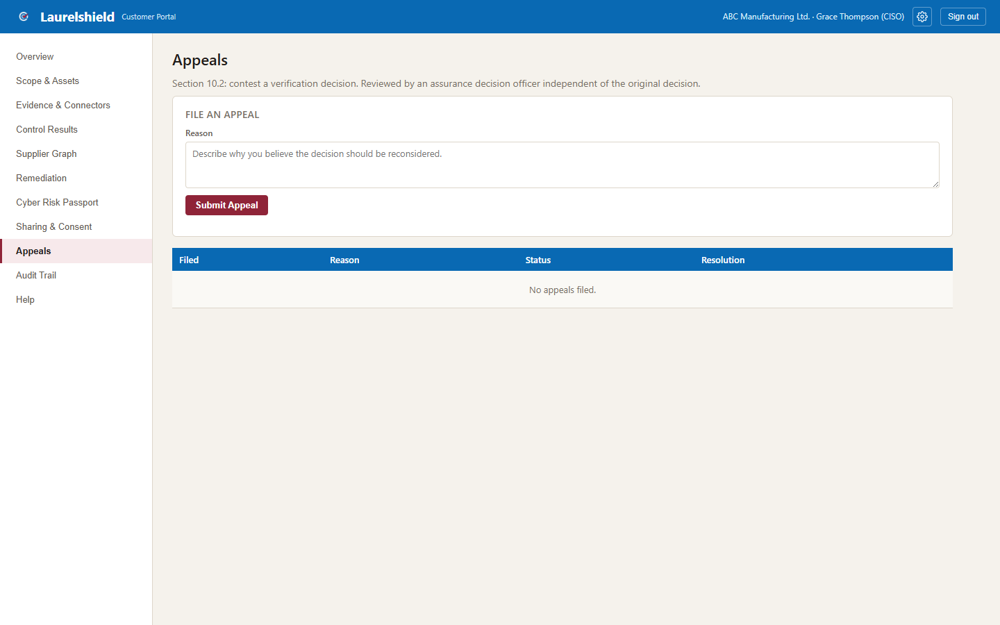 Laurelshield Customer Portal
ABC Manufacturing Ltd. · Grace Thompson (CISO)
Sign out
Overview
Scope & Assets
Evidence & Connectors
Control Results
Supplier Graph
Remediation
Cyber Risk Passport
Sharing & Consent
Appeals
Audit Trail
Help
Appeals
Section 10.2: contest a verification decision. Reviewed by an assurance decision officer independent of the original decision.
FILE AN APPEAL
Reason
Describe why you believe the decision should be reconsidered.
Submit Appeal
Filed Reason Status Resolution
No appeals filed.